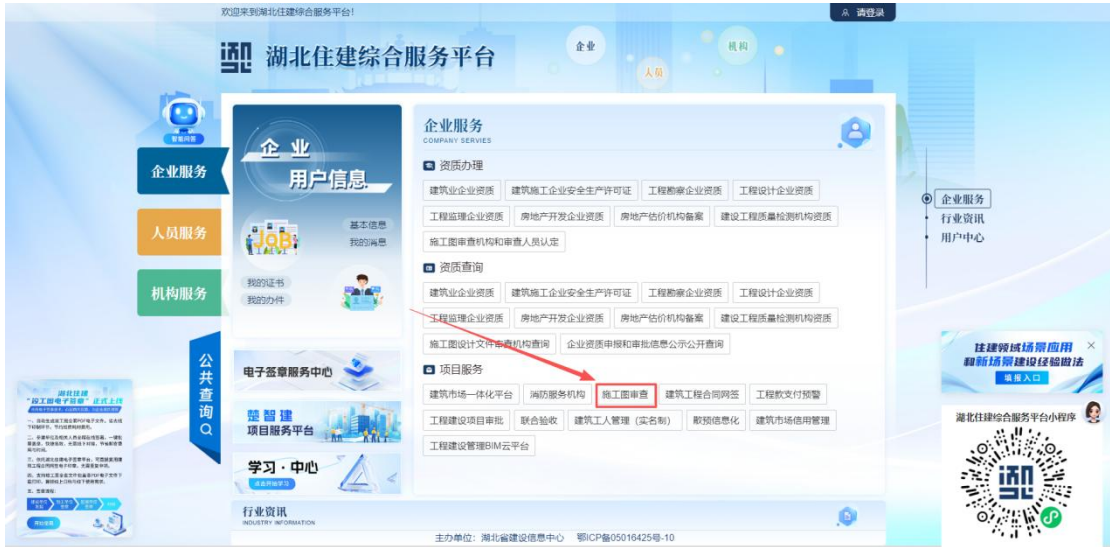 欢迎来到湖北住建综合服务平台！
请登录
湖北住建综合服务平台
企业
人员
机构
智能问答
企业服务
人员服务
机构服务
公共查询
企业
用户信息
基本信息
我的消息
我的证书
我的办件
电子签章服务中心
楚智建
项目服务平台
学习·中心
点击开始学习
企业服务
COMPANY SERVIES
资质办理
建筑业企业资质 建筑施工企业安全生产许可证 工程勘察企业资质 工程设计企业资质
工程监理企业资质 房地产开发企业资质 房地产估价机构备案 建设工程质量检测机构资质
施工图审查机构和审查人员认定
资质查询
建筑业企业资质 建筑施工企业安全生产许可证 工程勘察企业资质 工程设计企业资质
工程监理企业资质 房地产开发企业资质 房地产估价机构备案 建设工程质量检测机构资质
施工图设计文件审查机构查询 企业资质申报和审批信息公示公开查询
项目服务
建筑市场一体化平台 消防服务机构 施工图审查 建筑工程合同网签 工程款支付预警
工程建设项目审批 联合验收 建筑工人管理（实名制） 散预信息化 建筑市场信用管理
工程建设管理BIM云平台
行业资讯
INDUSTRY INFORMATION
主办单位：湖北省建设信息中心 鄂ICP备05016425号-10
企业服务
行业资讯
用户中心
住建领域场景应用
和新场景建设经验做法
填报入口
湖北住建综合服务平台小程序
湖北住建
“竣工图电子签章”正式上线